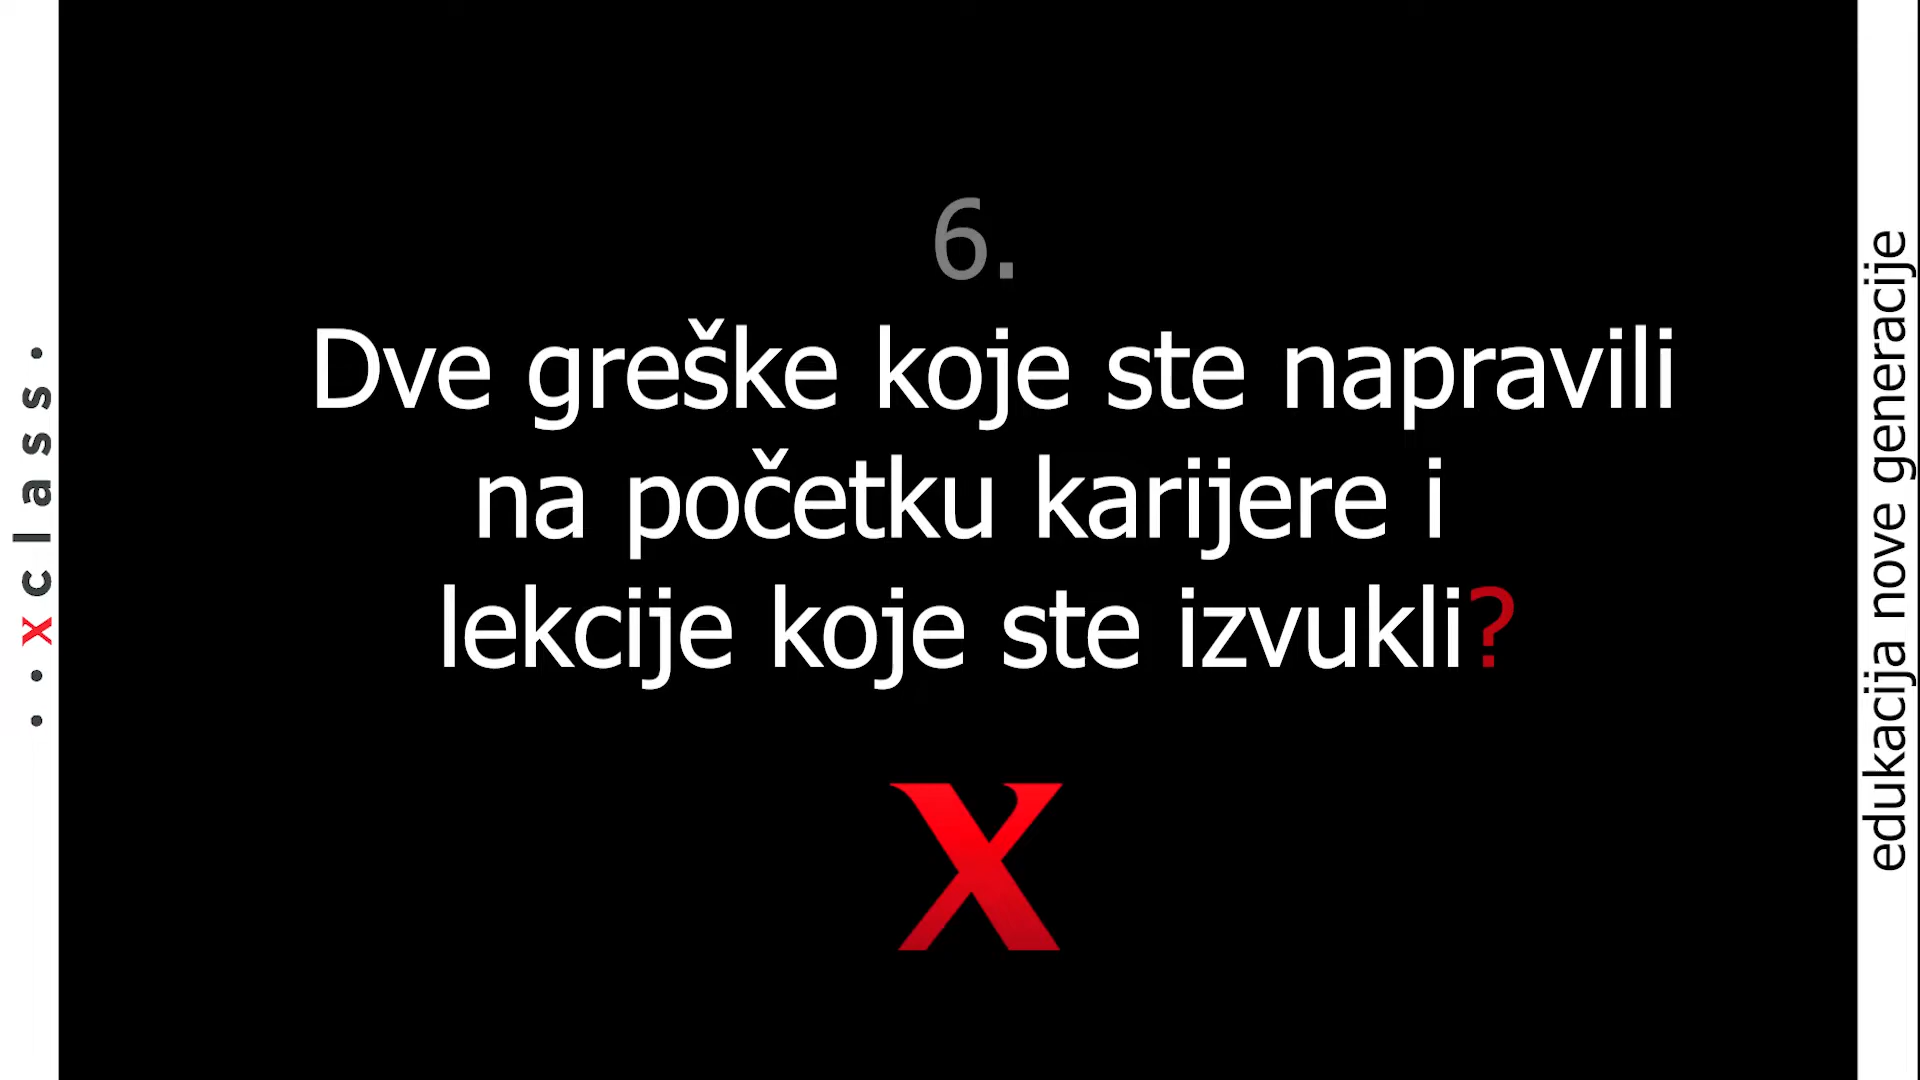 • • xclass •
6.
Dve greške koje ste napravili
na početku karijere i
lekcije koje ste izvukli?
X
edukacija nove generacije